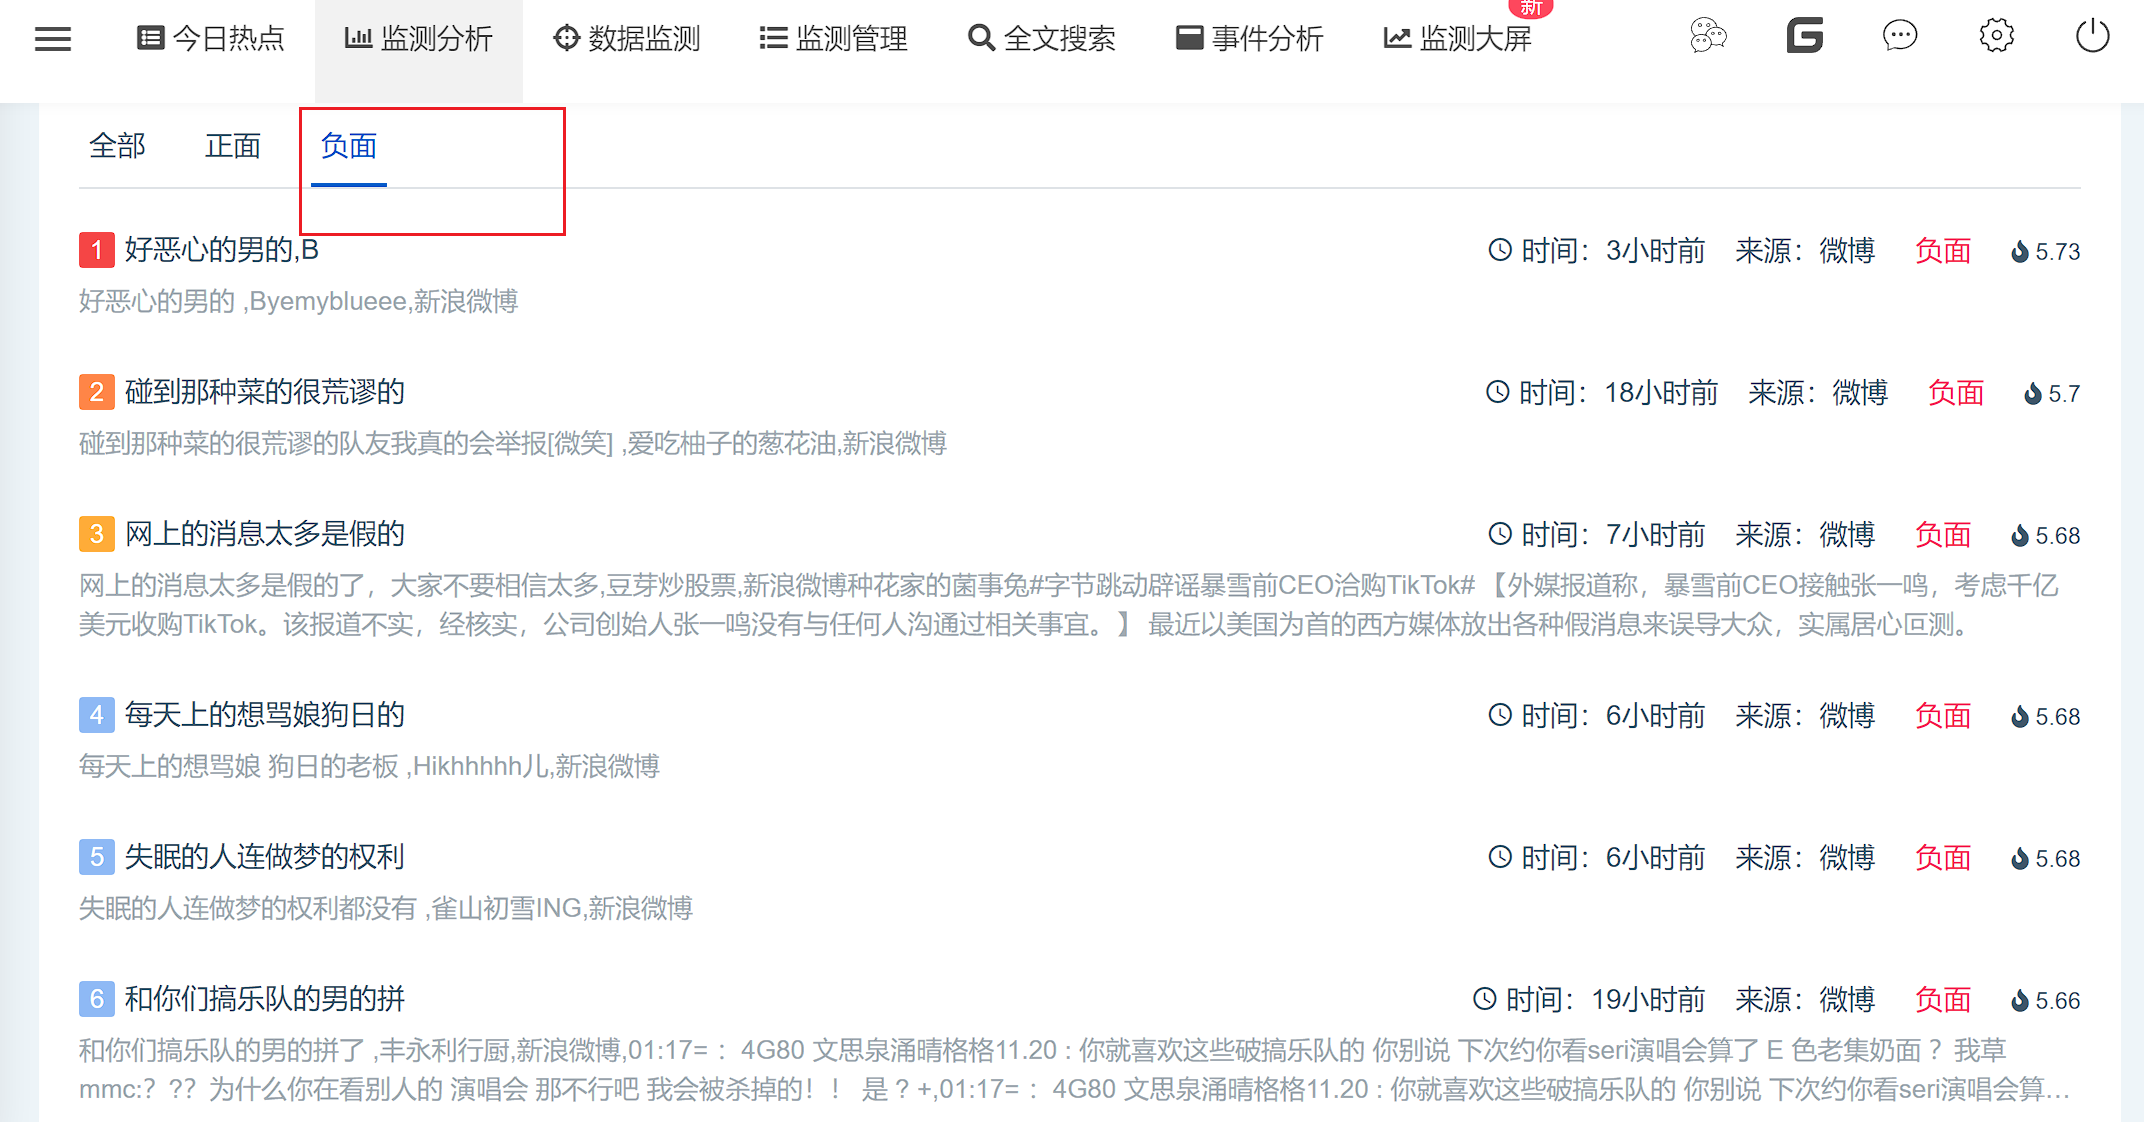 今日热点 监测分析 数据监测 监测管理 全文搜索 事件分析 监测大屏 新
全部 正面 负面
1 好恶心的男的,B 时间：3小时前 来源：微博 负面 5.73
好恶心的男的 ,Byemyblueee,新浪微博
2 碰到那种菜的很荒谬的 时间：18小时前 来源：微博 负面 5.7
碰到那种菜的很荒谬的队友我真的会举报[微笑] ,爱吃柚子的葱花油,新浪微博
3 网上的消息太多是假的 时间：7小时前 来源：微博 负面 5.68
网上的消息太多是假的了，大家不要相信太多,豆芽炒股票,新浪微博种花家的菌事兔#字节跳动辟谣暴雪前CEO洽购TikTok# 【外媒报道称，暴雪前CEO接触张一鸣，考虑千亿
美元收购TikTok。该报道不实，经核实，公司创始人张一鸣没有与任何人沟通过相关事宜。】 最近以美国为首的西方媒体放出各种假消息来误导大众，实属居心叵测。
4 每天上的想骂娘狗日的 时间：6小时前 来源：微博 负面 5.68
每天上的想骂娘 狗日的老板 ,Hikhhhhh儿,新浪微博
5 失眠的人连做梦的权利 时间：6小时前 来源：微博 负面 5.68
失眠的人连做梦的权利都没有 ,雀山初雪ING,新浪微博
6 和你们搞乐队的男的拼 时间：19小时前 来源：微博 负面 5.66
和你们搞乐队的男的拼了 ,丰永利行厨,新浪微博,01:17=： 4G80 文思泉涌晴格格11.20 : 你就喜欢这些破搞乐队的 你别说 下次约你看seri演唱会算了 E 色老集奶面？ 我草
mmc:？?？ 为什么你在看别人的 演唱会 那不行吧 我会被杀掉的！！ 是？+,01:17=： 4G80 文思泉涌晴格格11.20 : 你就喜欢这些破搞乐队的 你别说 下次约你看seri演唱会算…